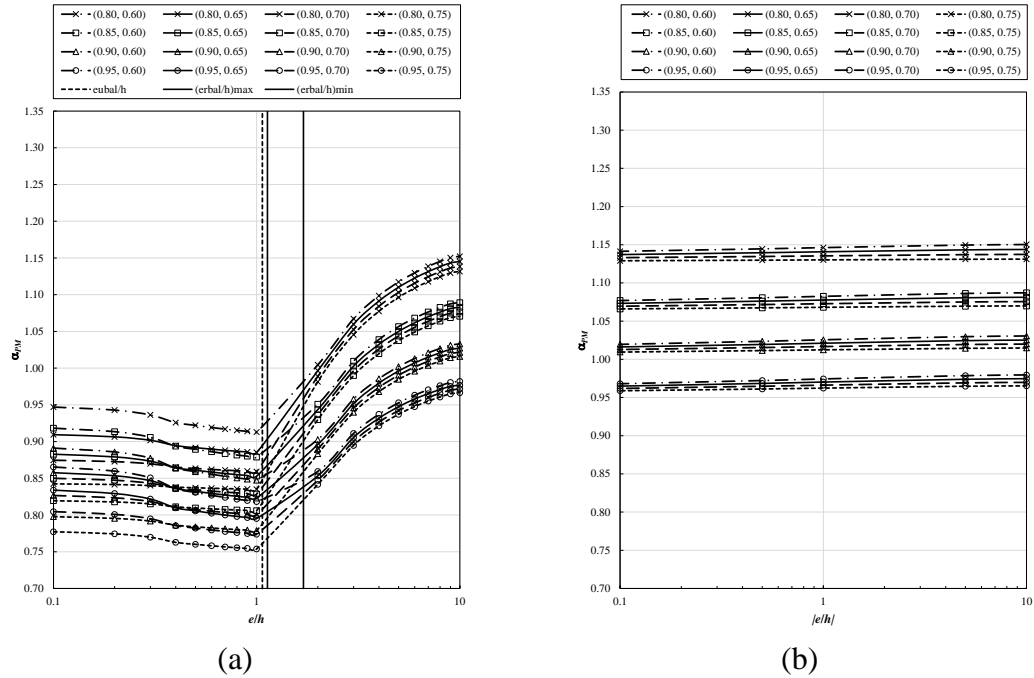 (0.80, 0.60) (0.80, 0.65) (0.80, 0.70) (0.80, 0.75)
(0.85, 0.60) (0.85, 0.65) (0.85, 0.70) (0.85, 0.75)
(0.90, 0.60) (0.90, 0.65) (0.90, 0.70) (0.90, 0.75)
(0.95, 0.60) (0.95, 0.65) (0.95, 0.70) (0.95, 0.75)
eubal/h (erbal/h)max (erbal/h)min
1.35
1.30
1.25
1.20
1.15
1.10
1.05
1.00
0.95
0.90
0.85
0.80
0.75
0.70
αPM
0.1 1 10
e/h
(a)
(0.80, 0.60) (0.80, 0.65) (0.80, 0.70) (0.80, 0.75)
(0.85, 0.60) (0.85, 0.65) (0.85, 0.70) (0.85, 0.75)
(0.90, 0.60) (0.90, 0.65) (0.90, 0.70) (0.90, 0.75)
(0.95, 0.60) (0.95, 0.65) (0.95, 0.70) (0.95, 0.75)
1.35
1.30
1.25
1.20
1.15
1.10
1.05
1.00
0.95
0.90
0.85
0.80
0.75
0.70
αPM
0.1 1 10
|e/h|
(b)